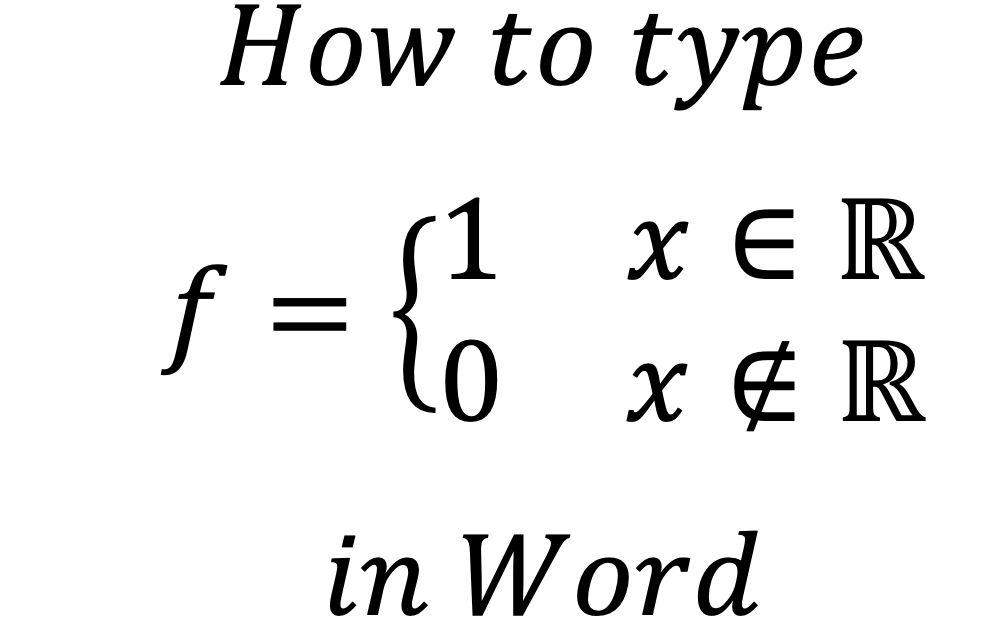 How to type
f = {1 x ∈ ℝ
0 x ∉ ℝ
in Word